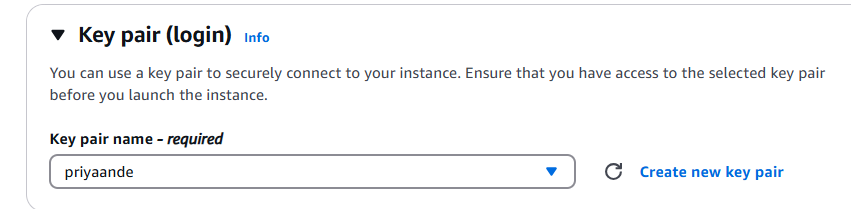 Key pair (login) Info
You can use a key pair to securely connect to your instance. Ensure that you have access to the selected key pair
before you launch the instance.
Key pair name - required
priyaande
Create new key pair